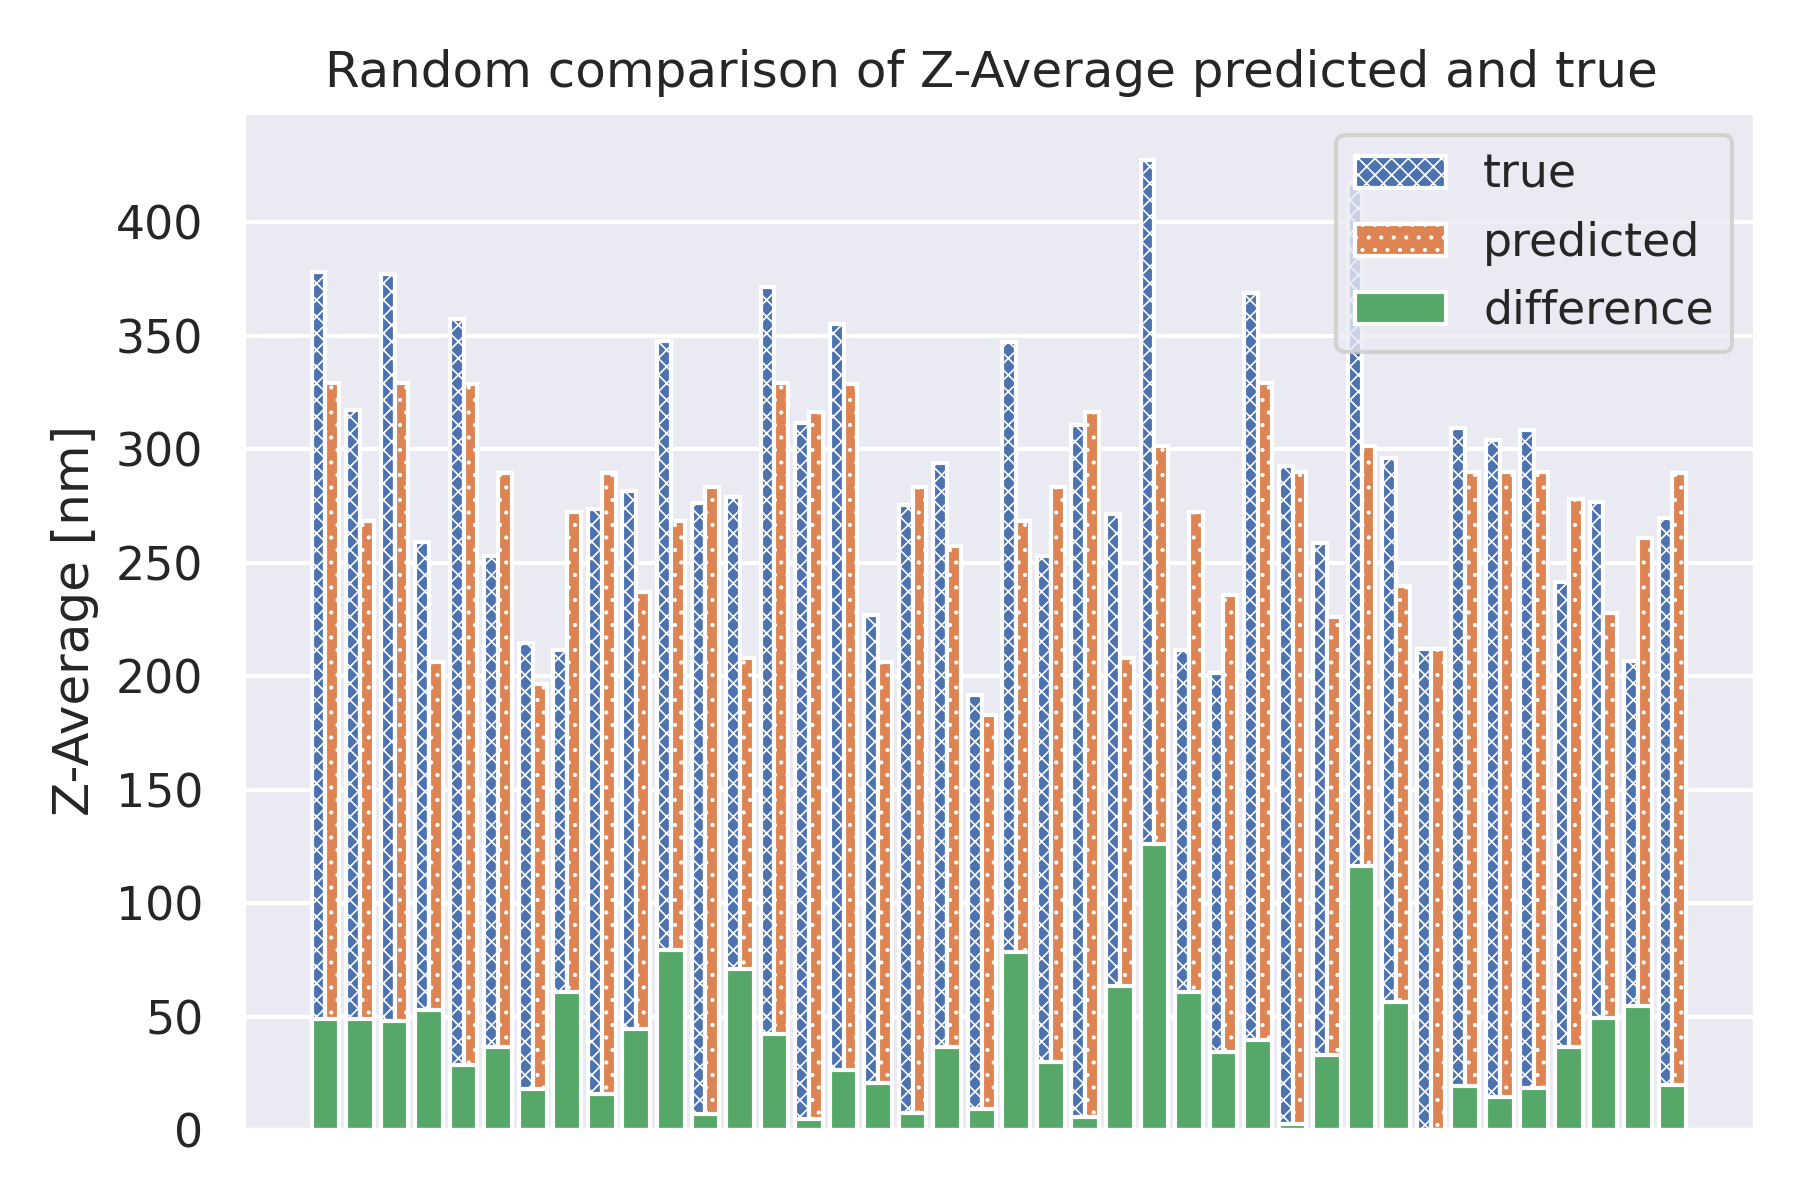 Random comparison of Z-Average predicted and true
true
predicted
difference
Z-Average [nm]
400
350
300
250
200
150
100
50
0